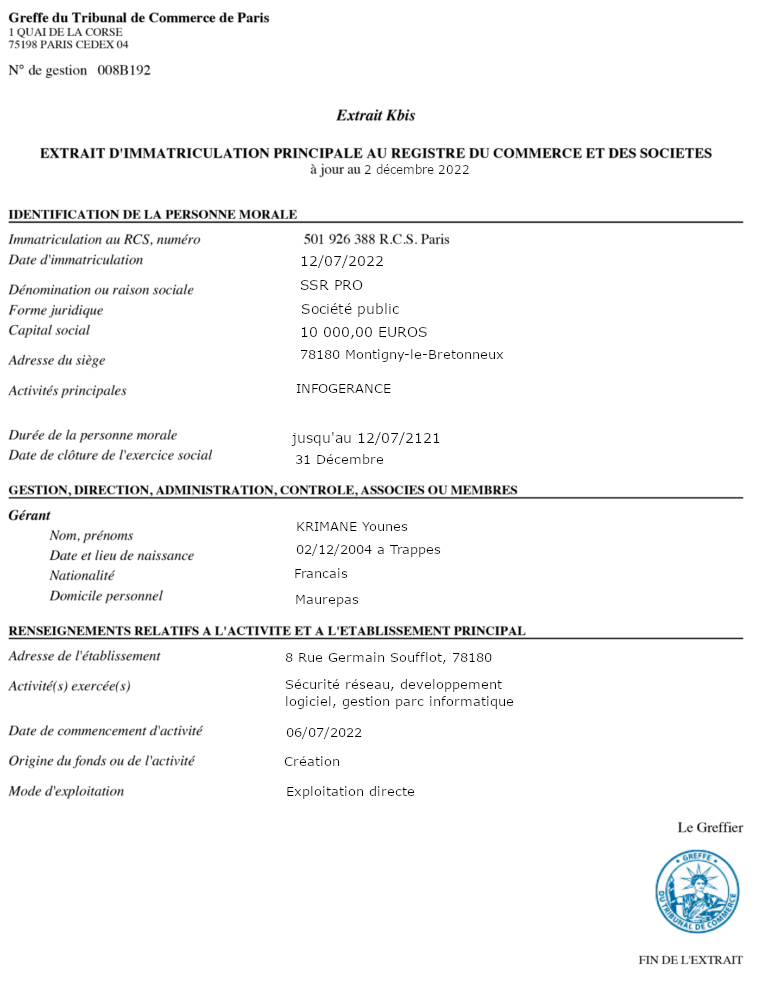 Greffe du Tribunal de Commerce de Paris
1 QUAI DE LA CORSE
75198 PARIS CEDEX 04
N° de gestion 008B192
Extrait Kbis
EXTRAIT D'IMMATRICULATION PRINCIPALE AU REGISTRE DU COMMERCE ET DES SOCIETES
à jour au 2 décembre 2022
IDENTIFICATION DE LA PERSONNE MORALE
Immatriculation au RCS, numéro 501 926 388 R.C.S. Paris
Date d'immatriculation 12/07/2022
Dénomination ou raison sociale SSR PRO
Forme juridique Société public
Capital social 10 000,00 EUROS
Adresse du siège 78180 Montigny-le-Bretonneux
Activités principales INFOGERANCE
Durée de la personne morale jusqu'au 12/07/2121
Date de clôture de l'exercice social 31 Décembre
GESTION, DIRECTION, ADMINISTRATION, CONTROLE, ASSOCIES OU MEMBRES
Gérant
Nom, prénoms KRIMANE Younes
Date et lieu de naissance 02/12/2004 a Trappes
Nationalité Francais
Domicile personnel Maurepas
RENSEIGNEMENTS RELATIFS A L'ACTIVITE ET A L'ETABLISSEMENT PRINCIPAL
Adresse de l'établissement 8 Rue Germain Soufflot, 78180
Activité(s) exercée(s) Sécurité réseau, developpement
logiciel, gestion parc informatique
Date de commencement d'activité 06/07/2022
Origine du fonds ou de l'activité Création
Mode d'exploitation Exploitation directe
Le Greffier
GREFFE
DU TRIBUNAL DE COMMERCE
FIN DE L'EXTRAIT